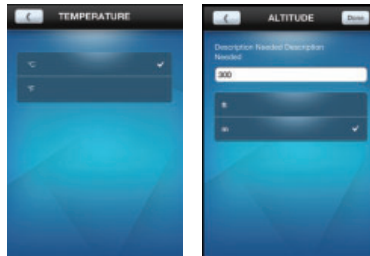 TEMPERATURE
°C
°F
ALTITUDE
Done
Description Needed Description
Needed
300
ft
m